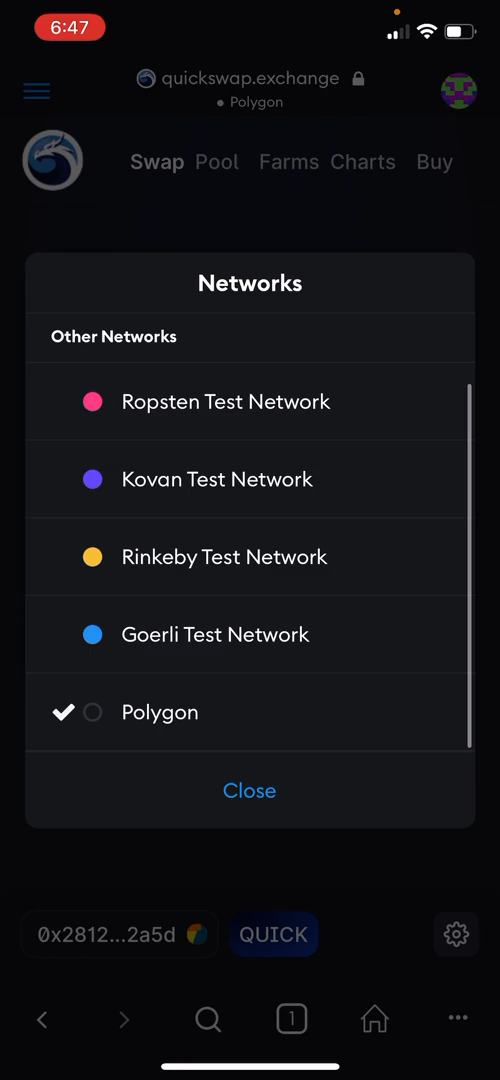 6:47
quickswap.exchange
Polygon
Swap Pool Farms Charts Buy
Networks
Other Networks
Ropsten Test Network
Kovan Test Network
Rinkeby Test Network
Goerli Test Network
Polygon
Close
0x2812...2a5d QUICK
1